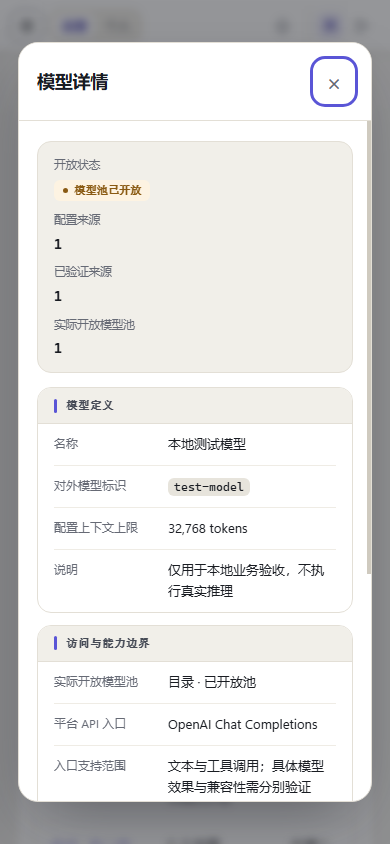 模型详情
×
开放状态
模型池已开放
配置来源
1
已验证来源
1
实际开放模型池
1
模型定义
名称 本地测试模型
对外模型标识 test-model
配置上下文上限 32,768 tokens
说明 仅用于本地业务验收，不执
行真实推理
访问与能力边界
实际开放模型池 目录 · 已开放池
平台 API 入口 OpenAI Chat Completions
入口支持范围 文本与工具调用；具体模型
效果与兼容性需分别验证